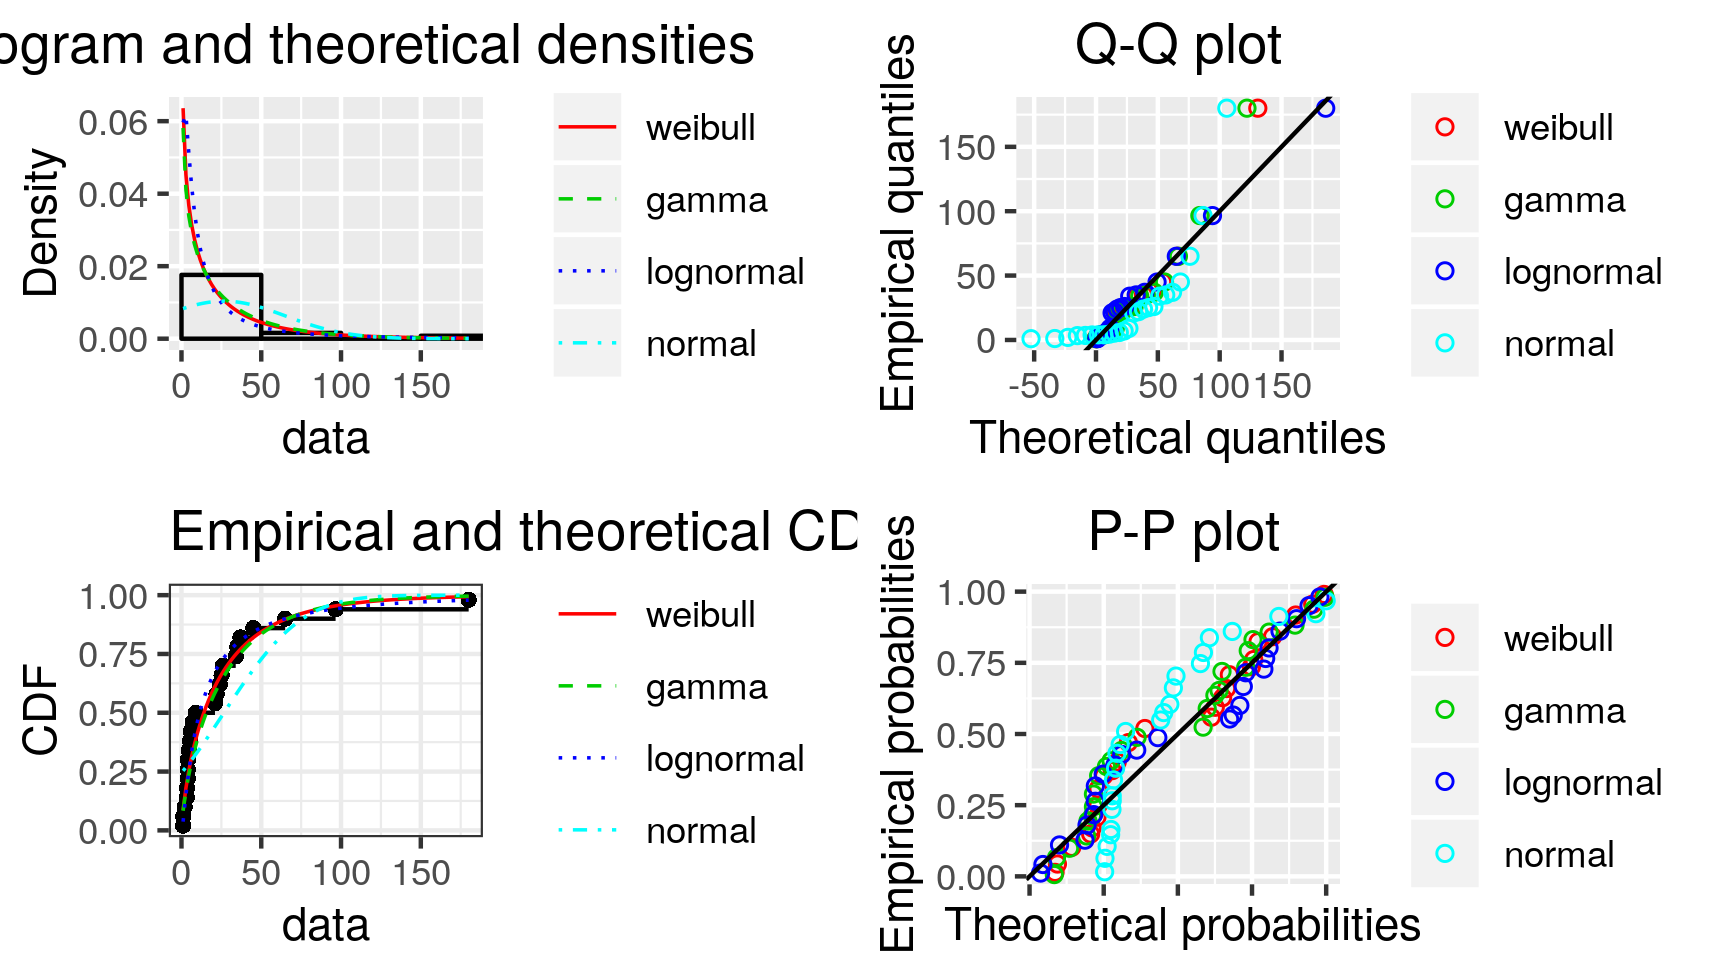 ogram and theoretical densities
Density
0.06
0.04
0.02
0.00
0 50 100 150
data
weibull
gamma
lognormal
normal
Q-Q plot
Empirical quantiles
150
100
50
0
-50 0 50 100 150
Theoretical quantiles
weibull
gamma
lognormal
normal
Empirical and theoretical CD
CDF
1.00
0.75
0.50
0.25
0.00
0 50 100 150
data
weibull
gamma
lognormal
normal
P-P plot
Empirical probabilities
1.00
0.75
0.50
0.25
0.00
Theoretical probabilities
weibull
gamma
lognormal
normal